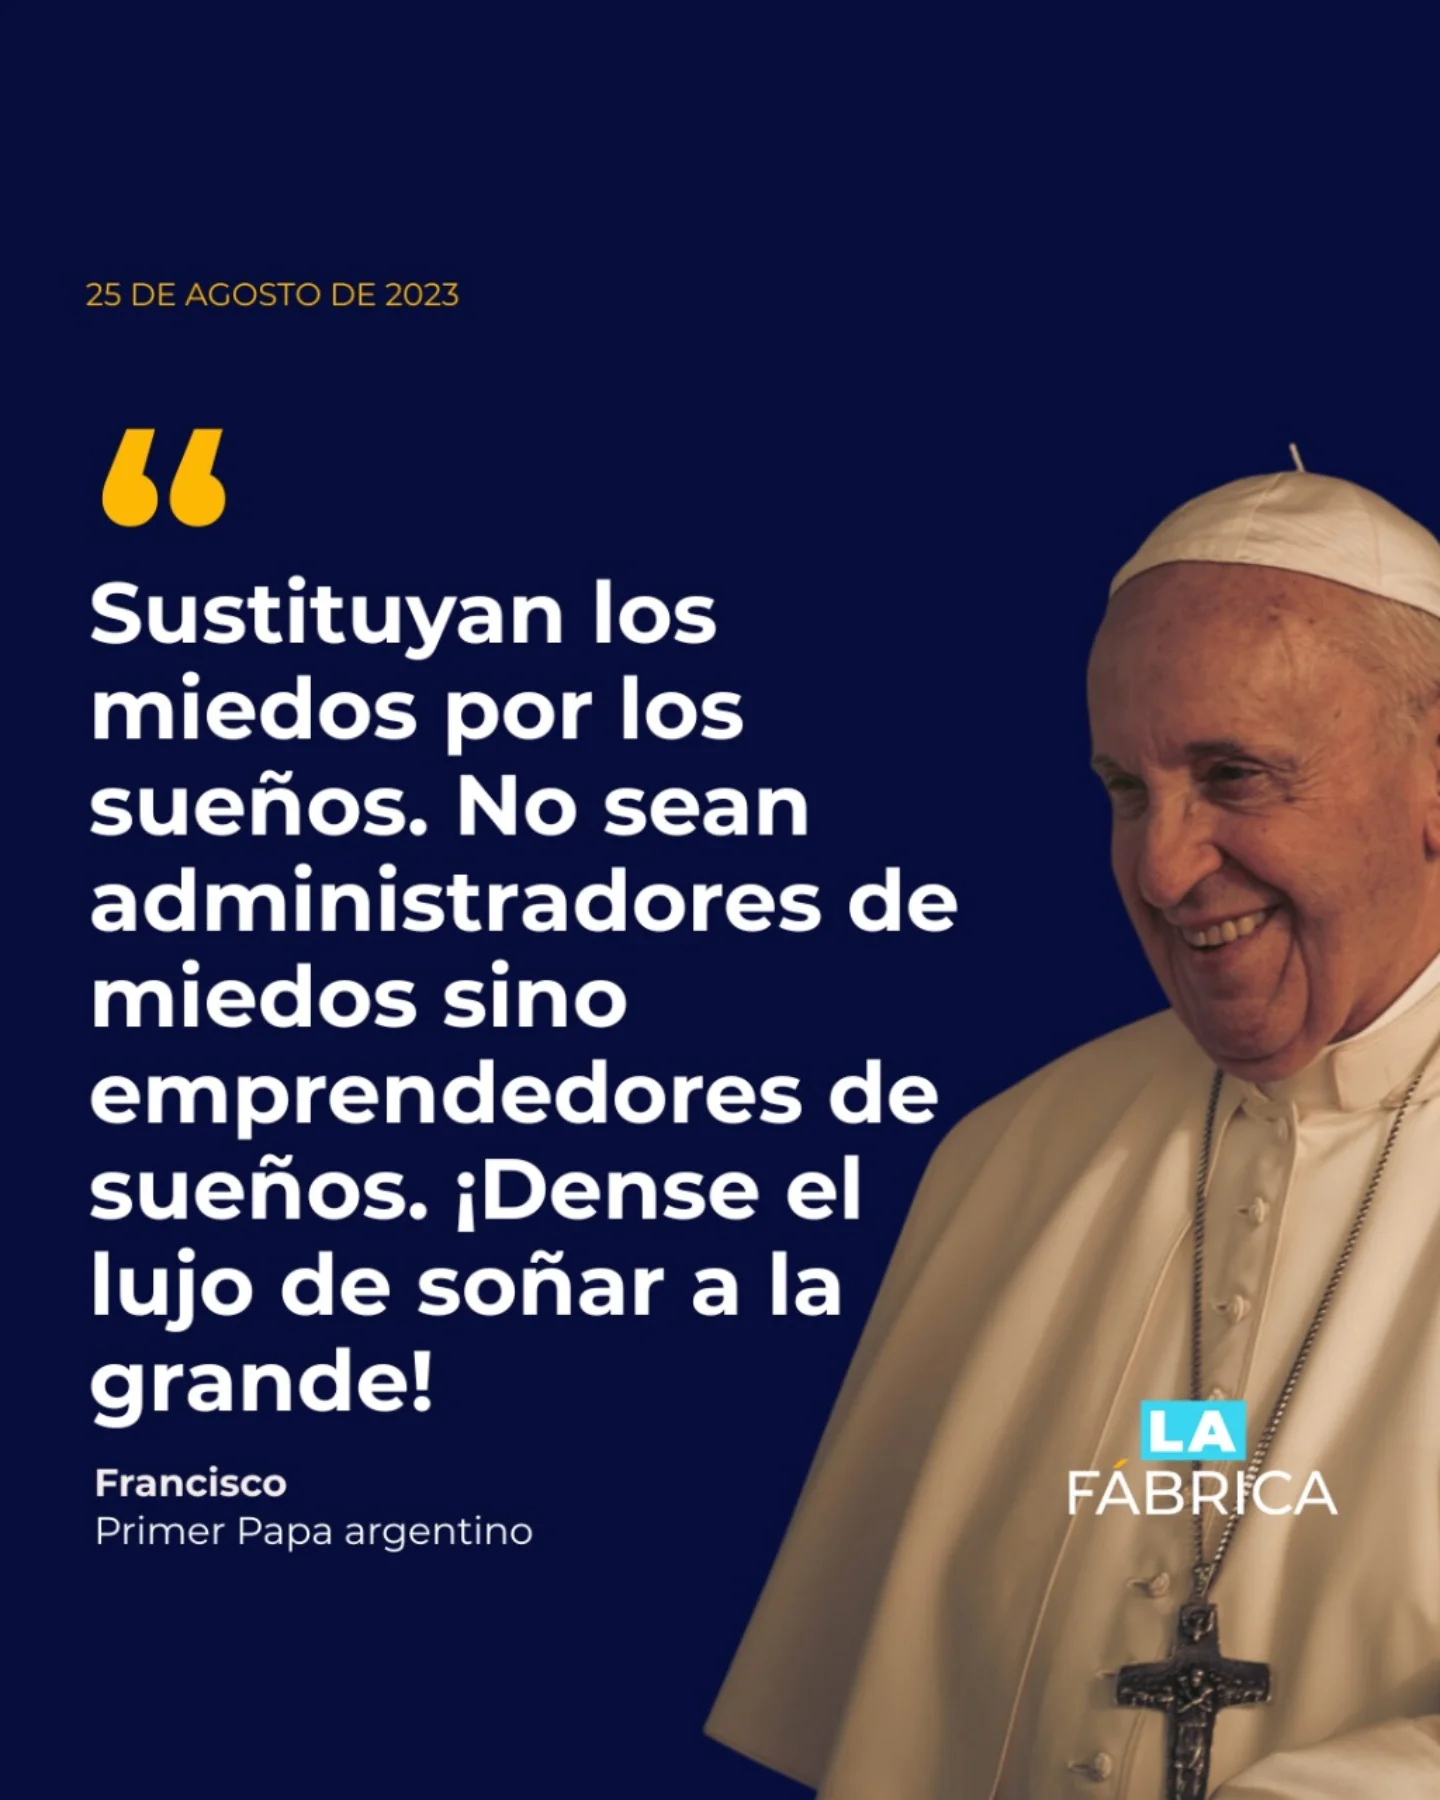 25 DE AGOSTO DE 2023
“
Sustituyan los
miedos por los
sueños. No sean
administradores de
miedos sino
emprendedores de
sueños. ¡Dense el
lujo de soñar a la
grande!
Francisco
Primer Papa argentino
LA
FÁBRICA